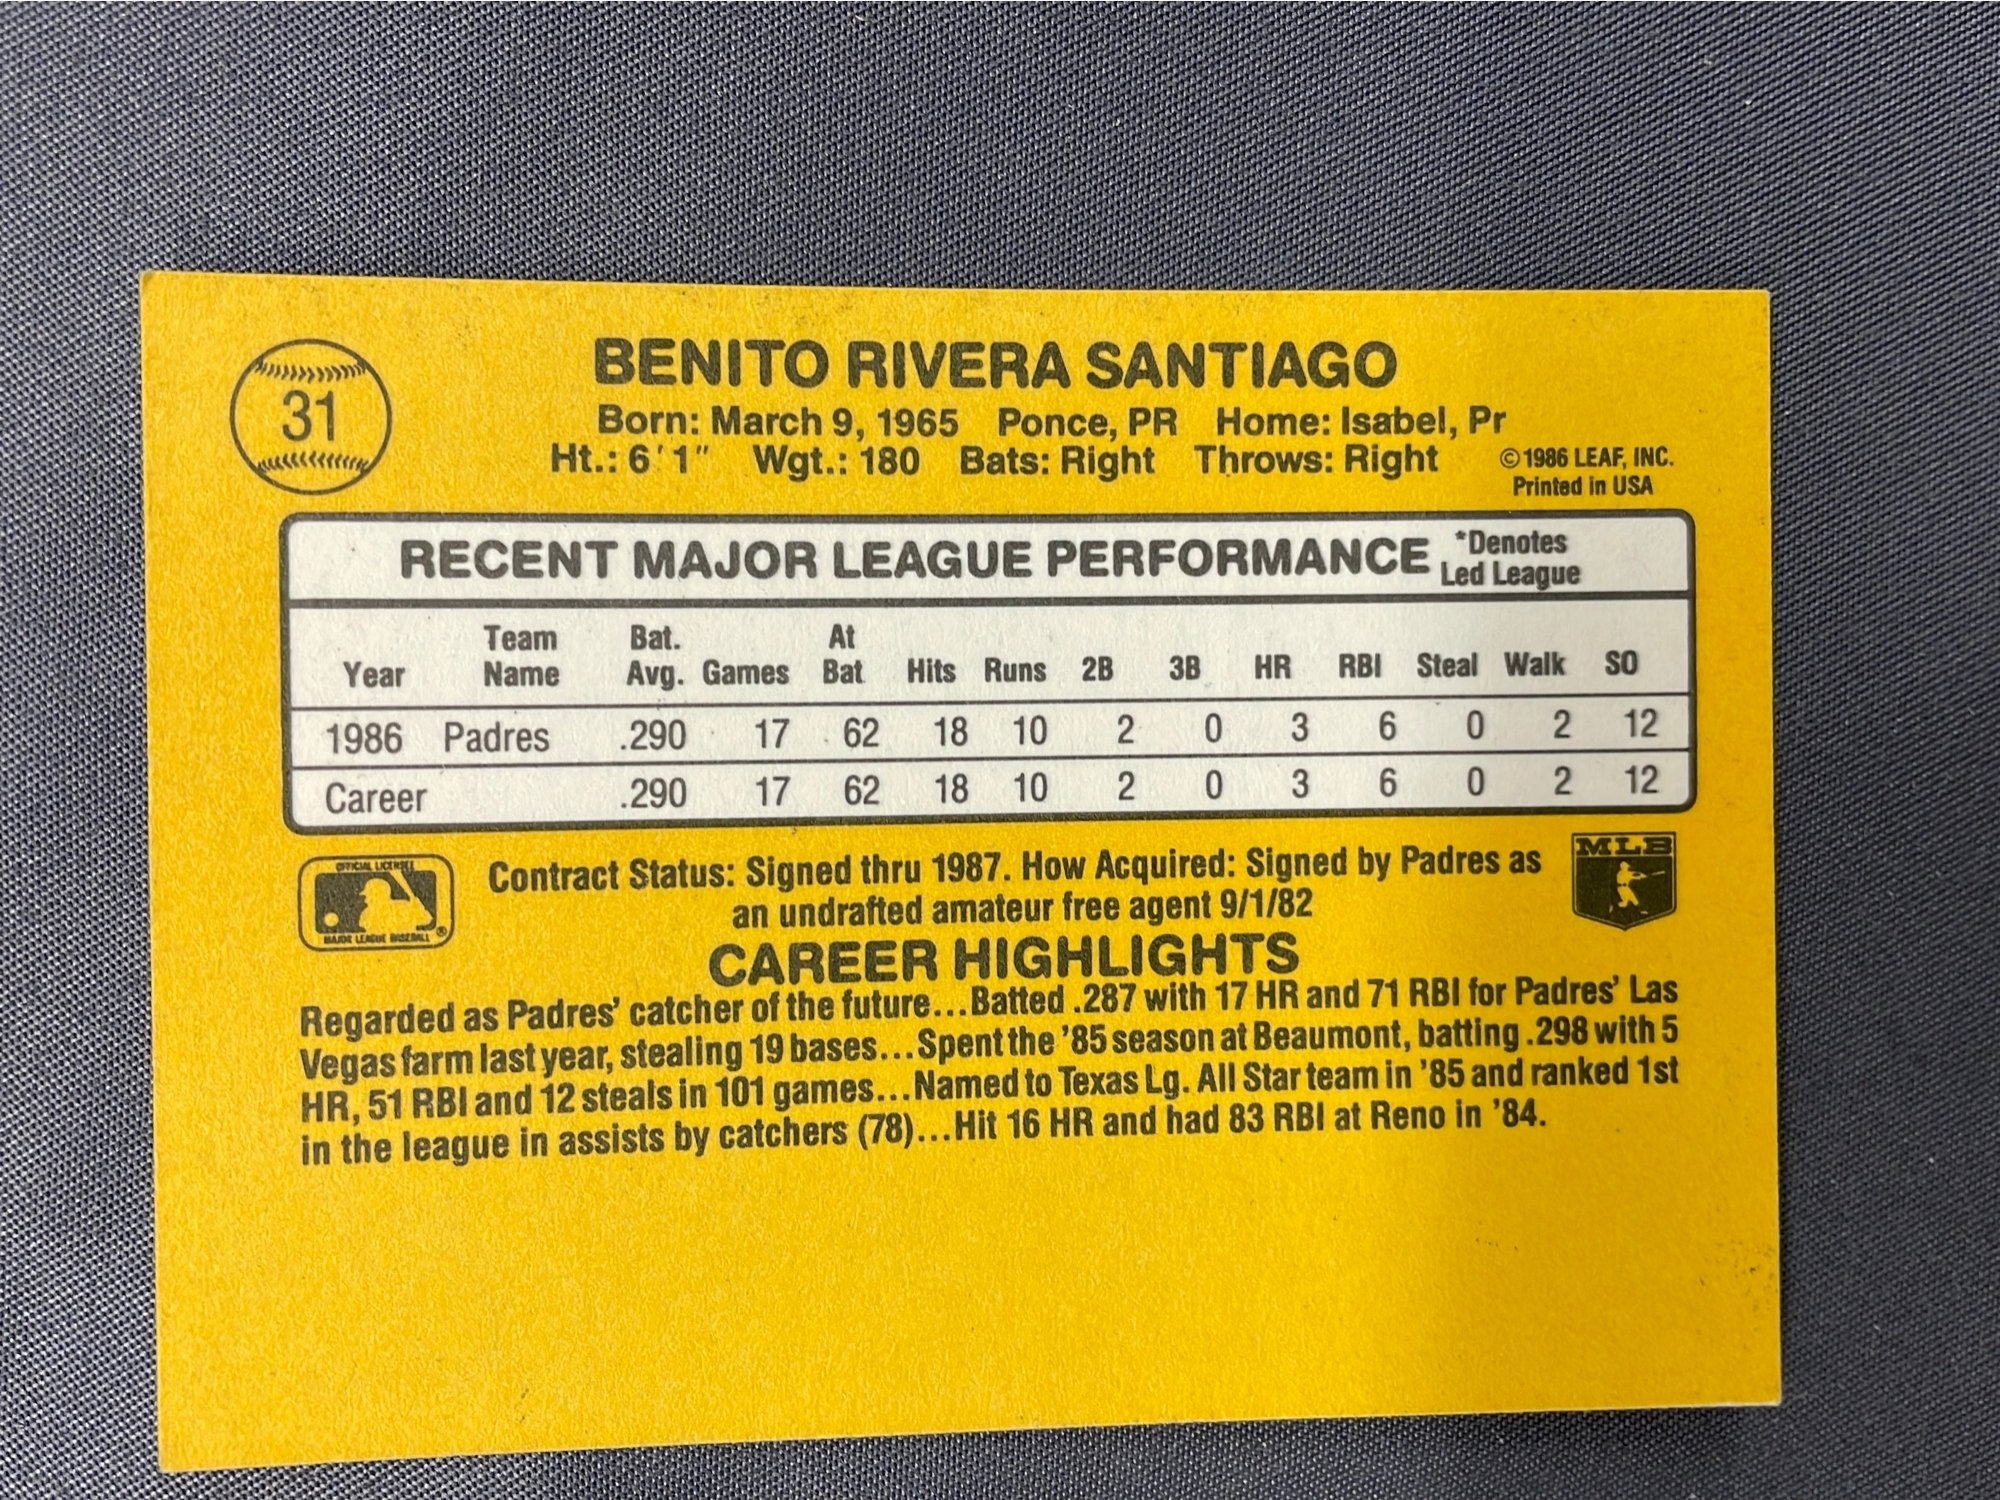 31
BENITO RIVERA SANTIAGO
Born: March 9, 1965 Ponce, PR Home: Isabel, Pr
Ht.: 6'1" Wgt.: 180 Bats: Right Throws: Right
© 1986 LEAF, INC.
Printed in USA
RECENT MAJOR LEAGUE PERFORMANCE *Denotes
Led League
Year Team Name Bat. Avg. Games At Bat Hits Runs 2B 3B HR RBI Steal Walk SO
1986 Padres .290 17 62 18 10 2 0 3 6 0 2 12
Career .290 17 62 18 10 2 0 3 6 0 2 12
OFFICIAL LICENSEE
MAJOR LEAGUE BASEBALL ®
Contract Status: Signed thru 1987. How Acquired: Signed by Padres as
an undrafted amateur free agent 9/1/82
MLB
CAREER HIGHLIGHTS
Regarded as Padres' catcher of the future...Batted .287 with 17 HR and 71 RBI for Padres' Las
Vegas farm last year, stealing 19 bases...Spent the '85 season at Beaumont, batting .298 with 5
HR, 51 RBI and 12 steals in 101 games...Named to Texas Lg. All Star team in '85 and ranked 1st
in the league in assists by catchers (78)...Hit 16 HR and had 83 RBI at Reno in '84.